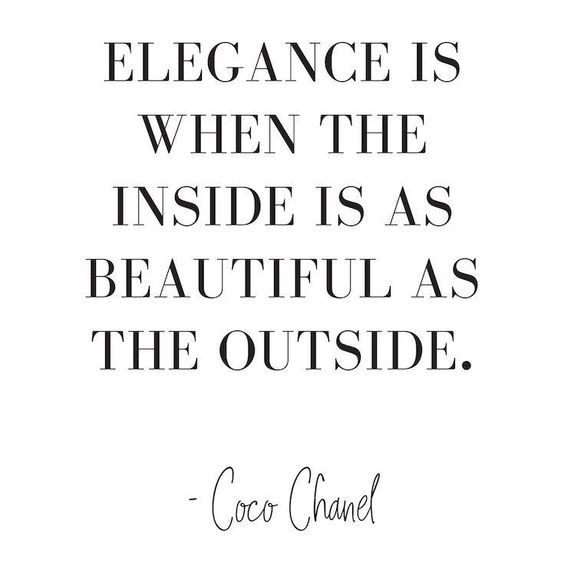 ELEGANCE IS
WHEN THE
INSIDE IS AS
BEAUTIFUL AS
THE OUTSIDE.
- Coco Chanel